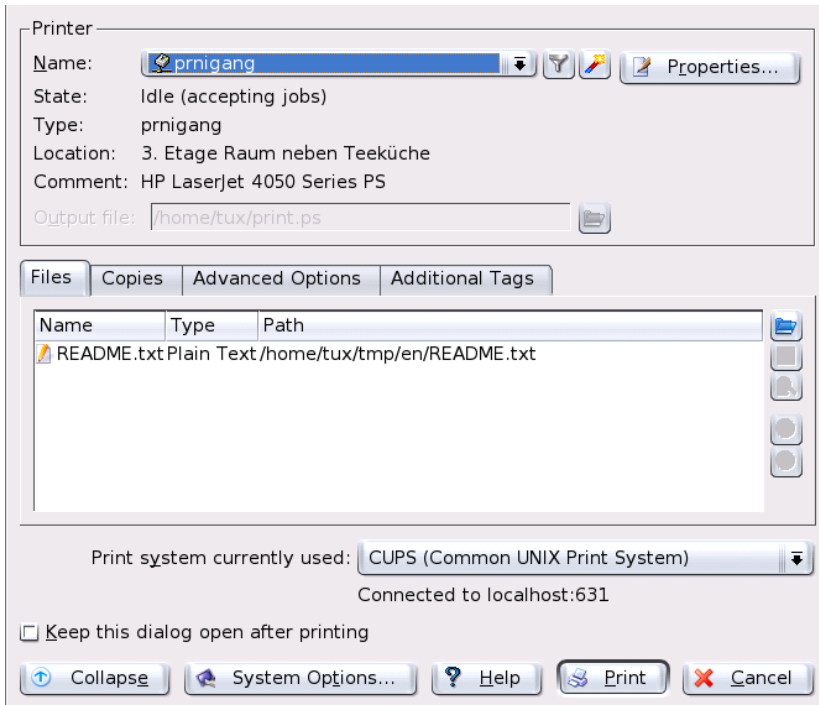 Printer
Name: prnigang Properties...
State: Idle (accepting jobs)
Type: prnigang
Location: 3. Etage Raum neben Teeküche
Comment: HP LaserJet 4050 Series PS
Output file: /home/tux/print.ps
Files Copies Advanced Options Additional Tags
Name Type Path
README.txt Plain Text /home/tux/tmp/en/README.txt
Print system currently used: CUPS (Common UNIX Print System)
Connected to localhost:631
Keep this dialog open after printing
Collapse System Options... Help Print Cancel